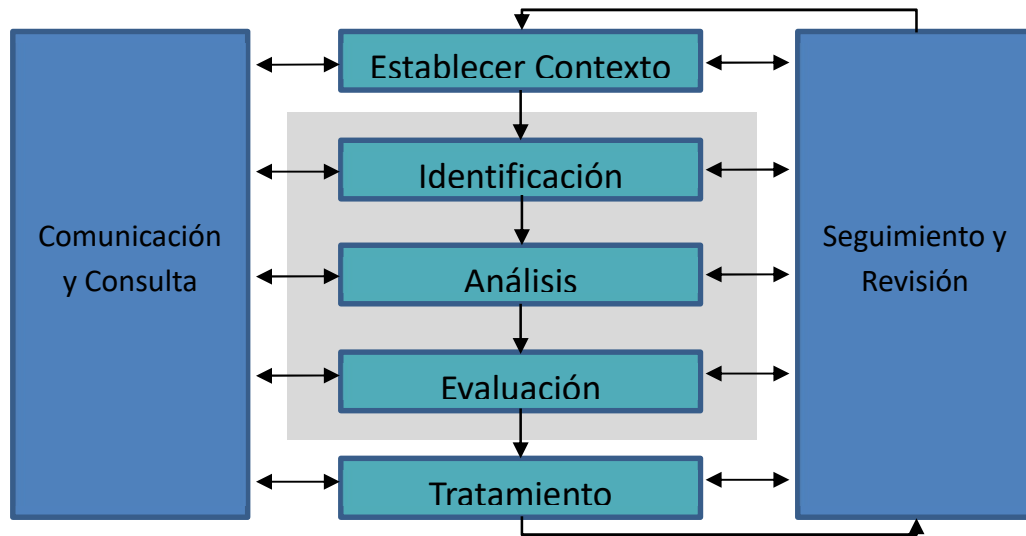 Establecer Contexto
Identificación
Comunicación
y Consulta
Análisis
Seguimiento y
Revisión
Evaluación
Tratamiento